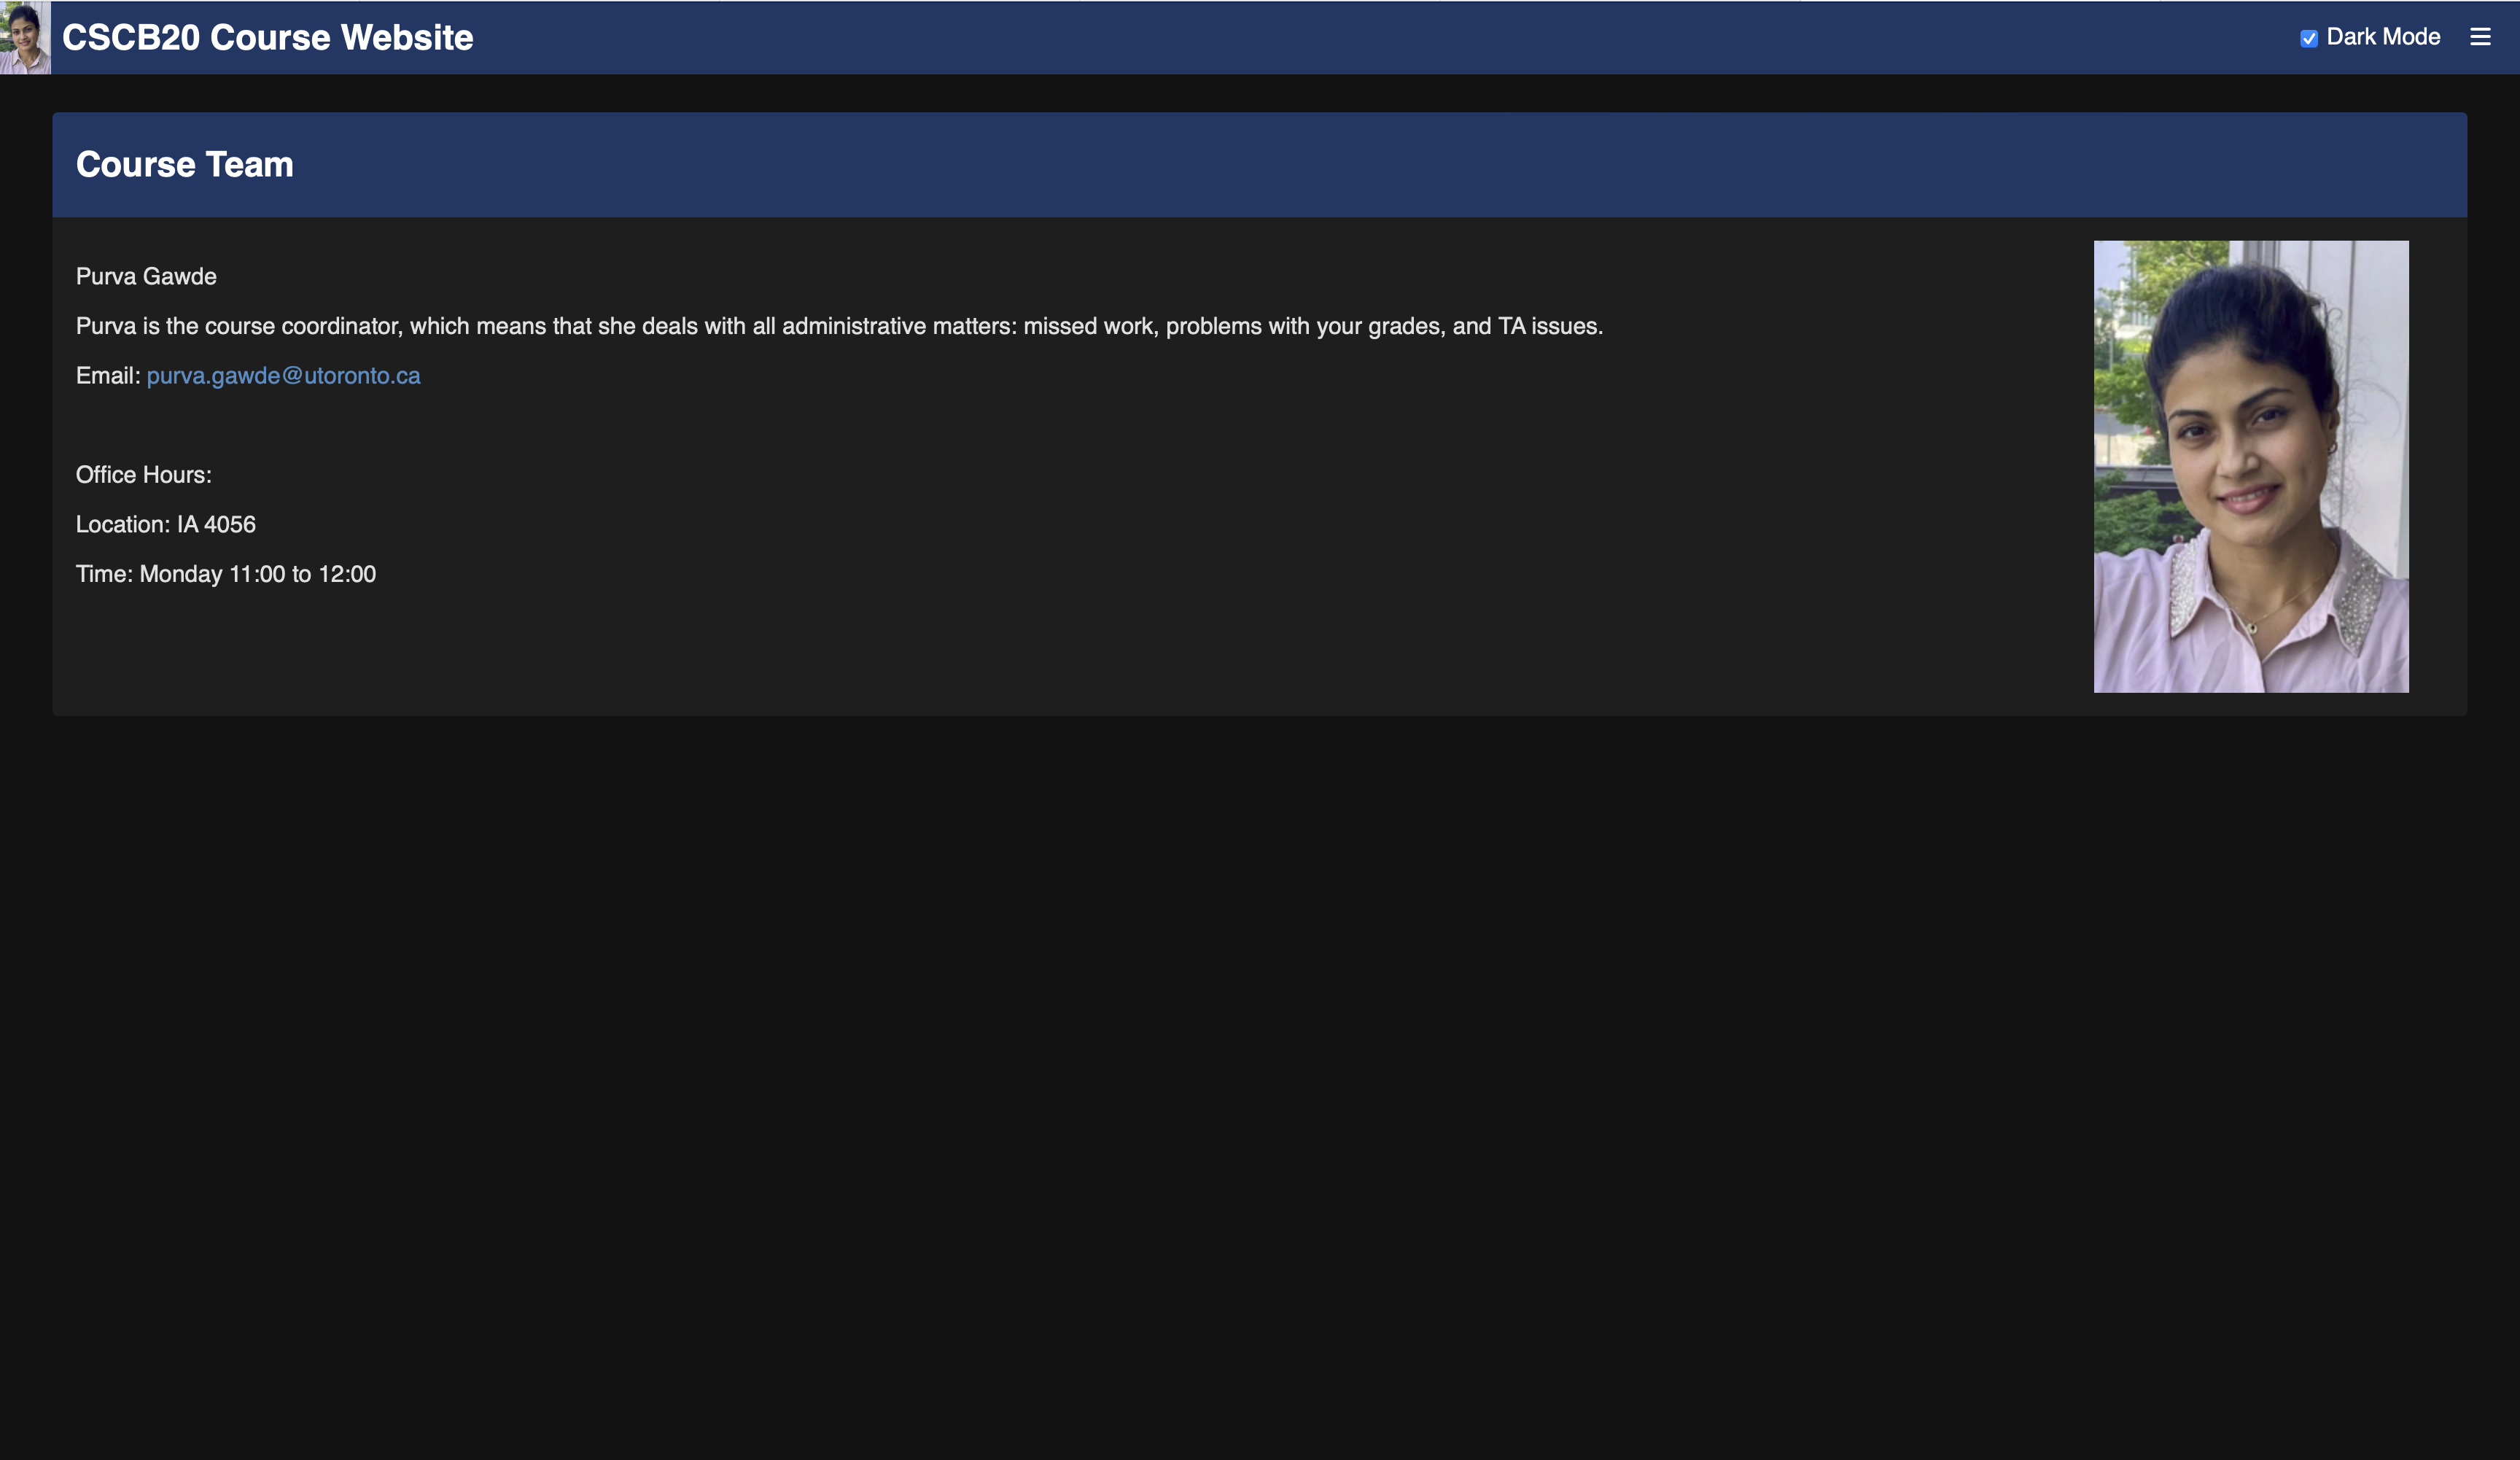 CSCB20 Course Website
Dark Mode
Course Team
Purva Gawde
Purva is the course coordinator, which means that she deals with all administrative matters: missed work, problems with your grades, and TA issues.
Email: purva.gawde@utoronto.ca
Office Hours:
Location: IA 4056
Time: Monday 11:00 to 12:00